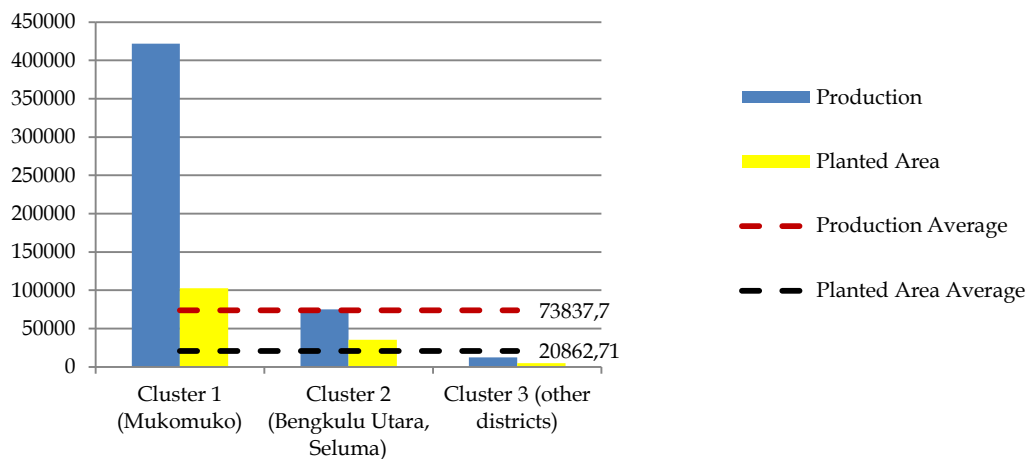 450000
400000
350000
300000
250000
200000
150000
100000
50000
0
Cluster 1
(Mukomuko)
Cluster 2
(Bengkulu Utara,
Seluma)
Cluster 3 (other
districts)
73837,7
20862,71
Production
Planted Area
Production Average
Planted Area Average